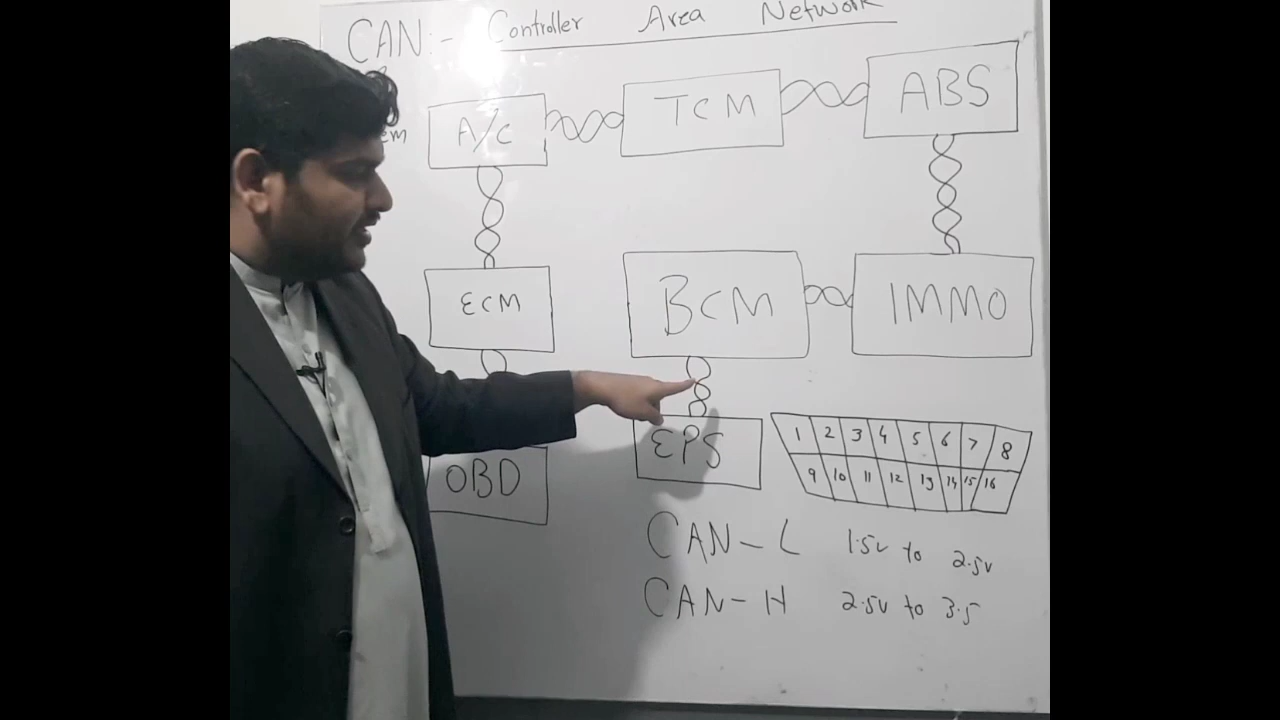 CAN:- Controller Area Network
A/C TCM ABS
ECM BCM IMMO
OBD EPS
1 2 3 4 5 6 7 8
9 10 11 12 13 14 15 16
CAN-L 1.5v to 2.5v
CAN-H 2.5v to 3.5